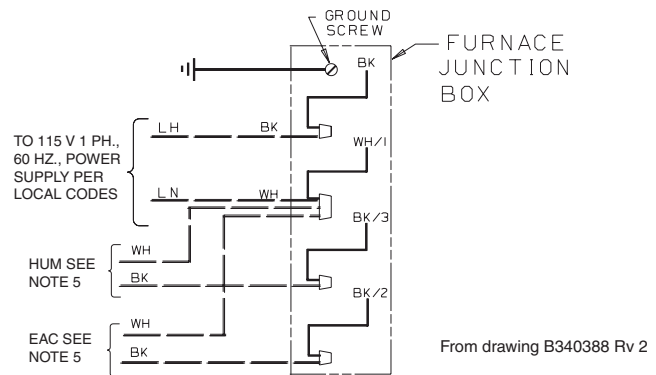 GROUND
SCREW
FURNACE
JUNCTION
BOX
BK
TO 115 V 1 PH.,
60 HZ., POWER
SUPPLY PER
LOCAL CODES
LH
BK
WH/1
LN
WH
BK/3
HUM SEE
NOTE 5
WH
BK
BK/2
EAC SEE
NOTE 5
WH
BK
From drawing B340388 Rv 2